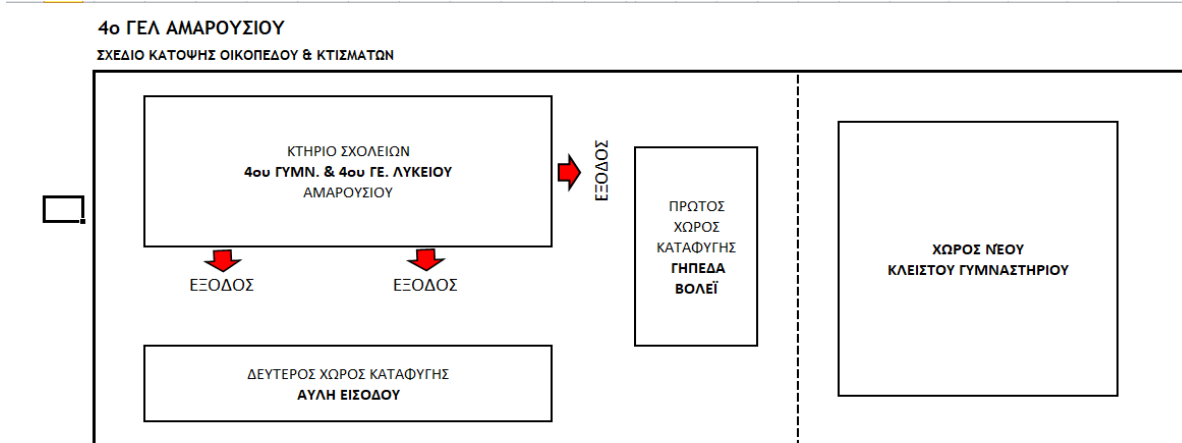 4ο ΓΕΛ ΑΜΑΡΟΥΣΙΟΥ
ΣΧΕΔΙΟ ΚΑΤΟΨΗΣ ΟΙΚΟΠΕΔΟΥ & ΚΤΙΣΜΑΤΩΝ
ΚΤΗΡΙΟ ΣΧΟΛΕΙΩΝ
4ου ΓΥΜΝ. & 4ου ΓΕ. ΛΥΚΕΙΟΥ
ΑΜΑΡΟΥΣΙΟΥ
ΕΞΟΔΟΣ
ΕΞΟΔΟΣ
ΕΞΟΔΟΣ
ΠΡΩΤΟΣ
ΧΩΡΟΣ
ΚΑΤΑΦΥΓΗΣ
ΓΗΠΕΔΑ
ΒΟΛΕΪ
ΧΩΡΟΣ ΝΈΟΥ
ΚΛΕΙΣΤΟΥ ΓΥΜΝΑΣΤΗΡΙΟΥ
ΔΕΥΤΕΡΟΣ ΧΩΡΟΣ ΚΑΤΑΦΥΓΗΣ
ΑΥΛΗ ΕΙΣΟΔΟΥ